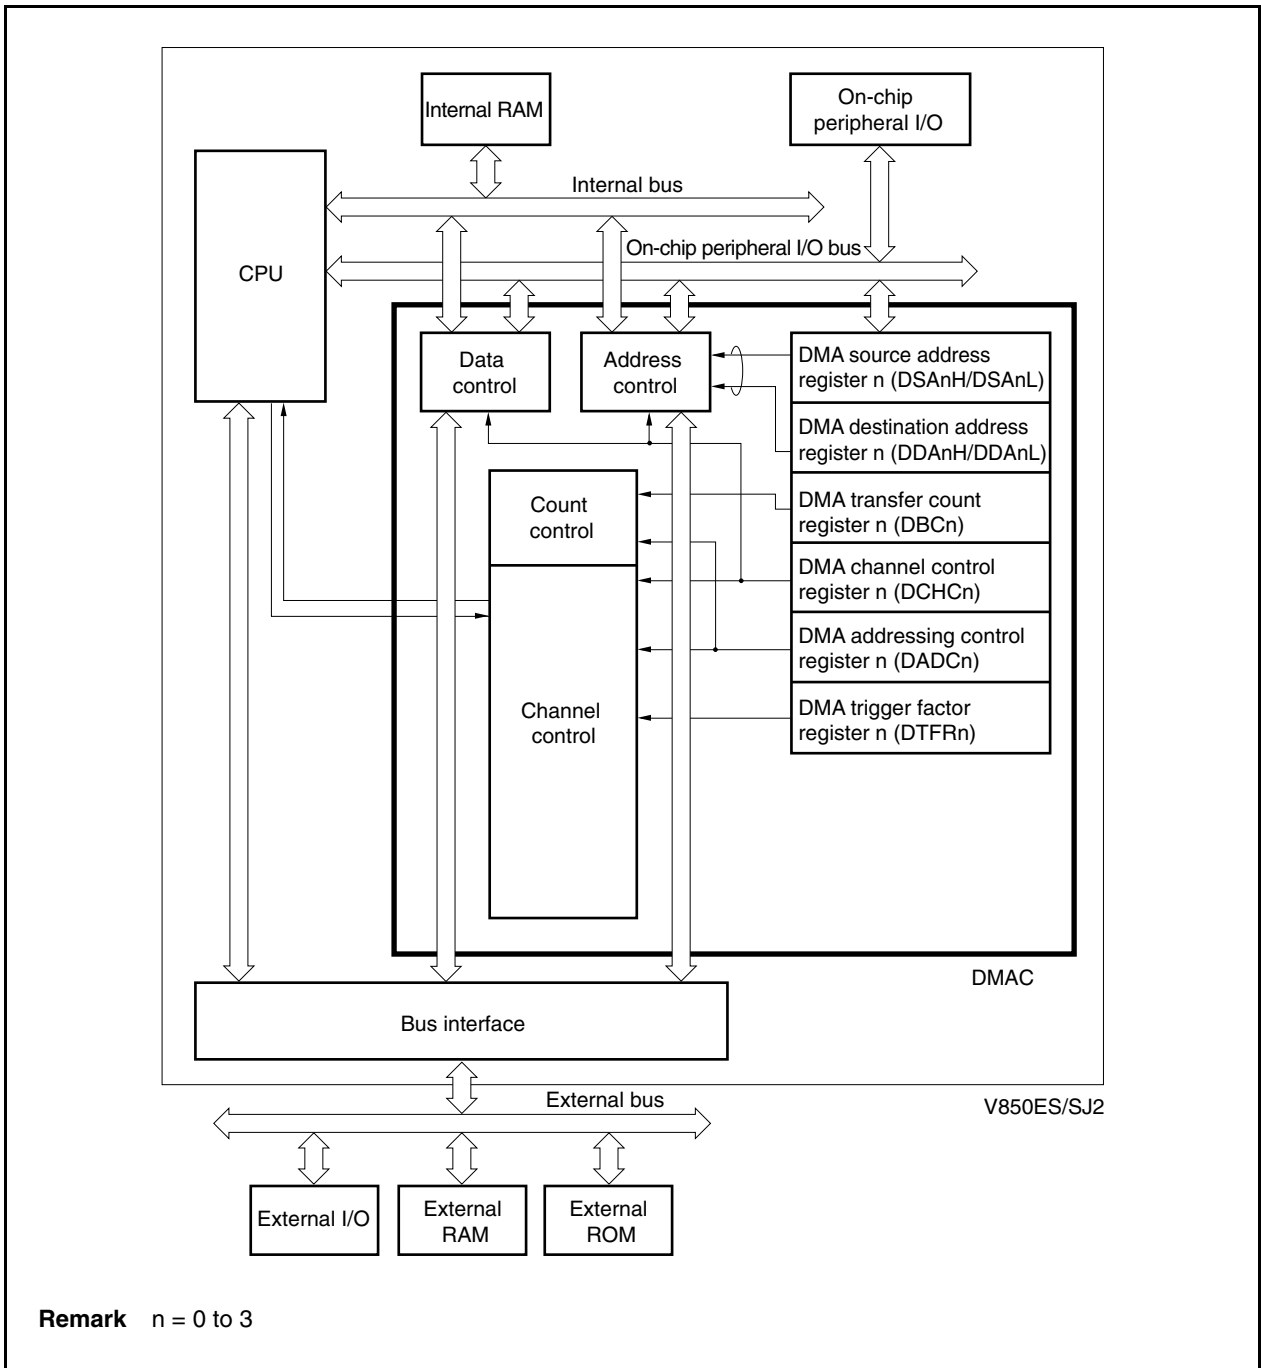 Internal RAM
On-chip
peripheral I/O
Internal bus
On-chip peripheral I/O bus
CPU
Data
control
Address
control
DMA source address
register n (DSAnH/DSAnL)
DMA destination address
register n (DDAnH/DDAnL)
Count
control
DMA transfer count
register n (DBCn)
DMA channel control
register n (DCHCn)
DMA addressing control
register n (DADCn)
Channel
control
DMA trigger factor
register n (DTFRn)
DMAC
Bus interface
External bus
V850ES/SJ2
External I/O
External
RAM
External
ROM
Remark n = 0 to 3